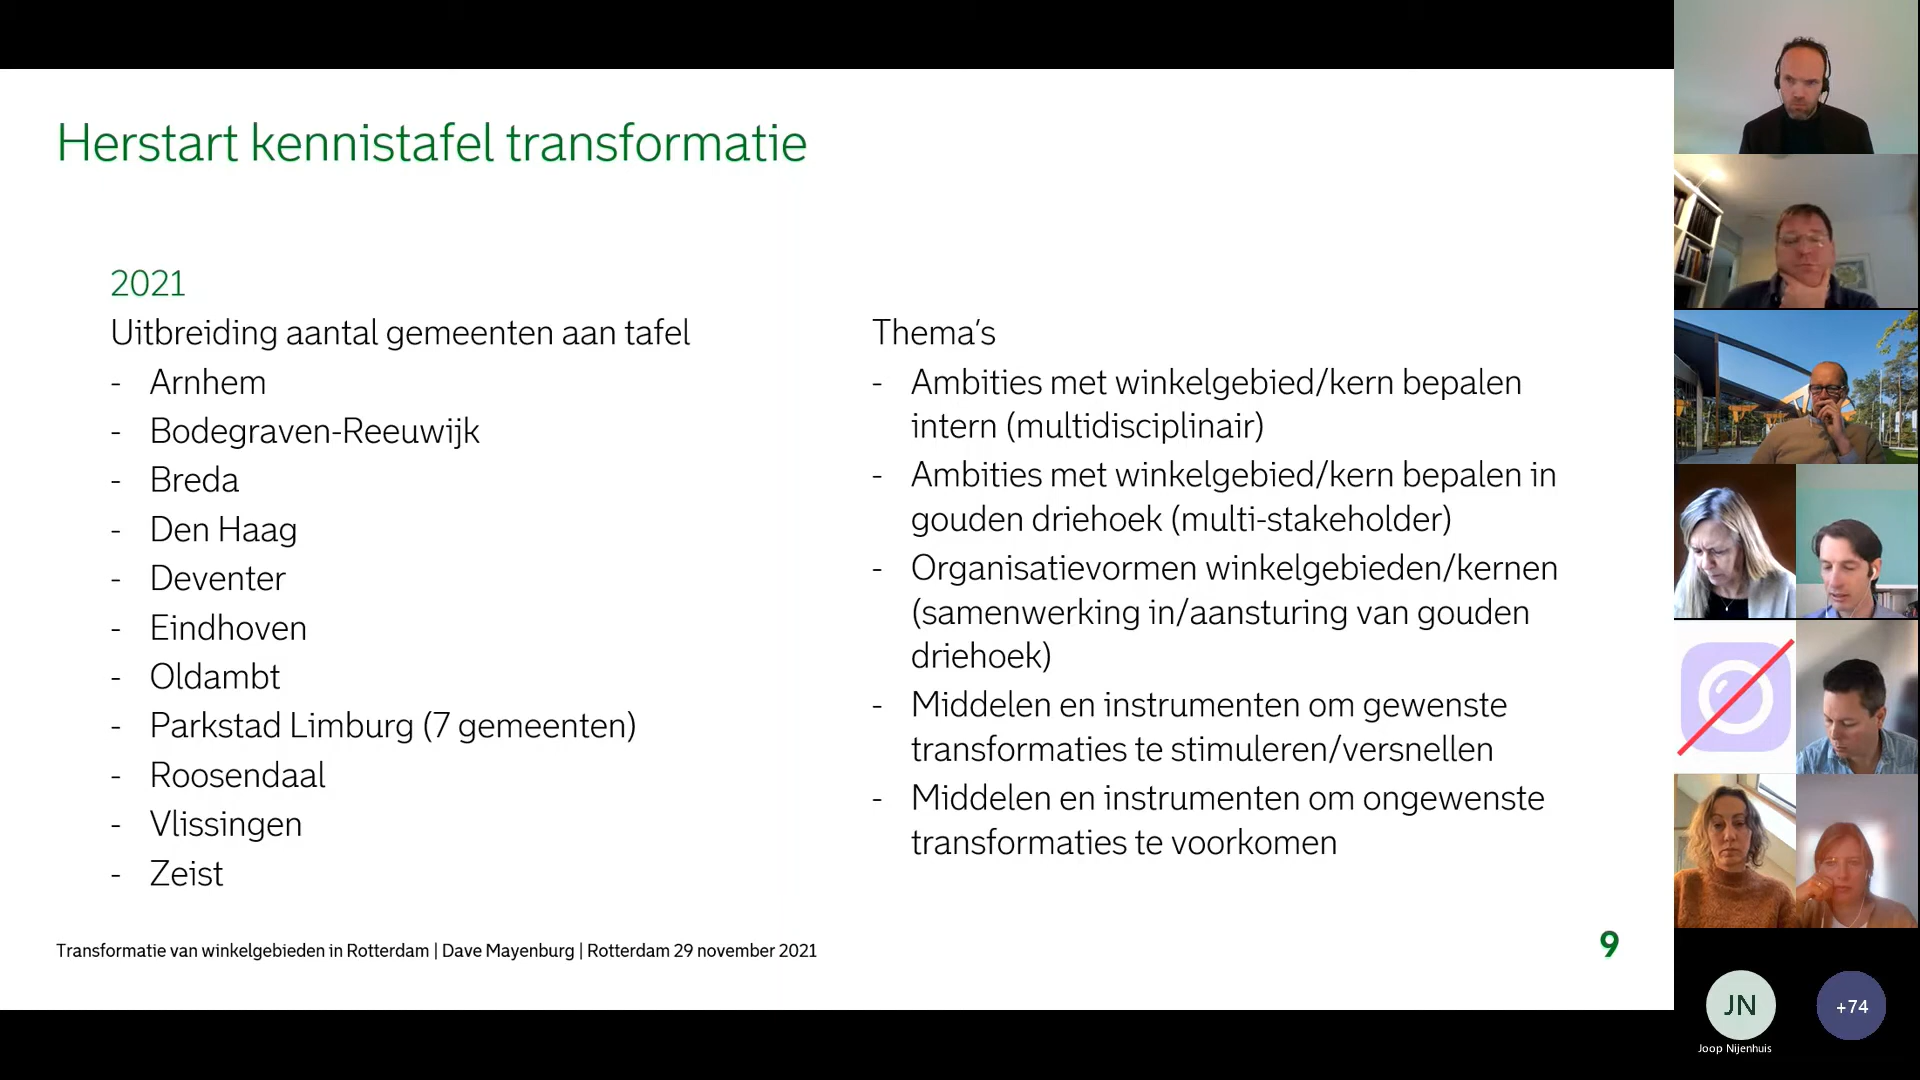 Herstart kennistafel transformatie
2021
Uitbreiding aantal gemeenten aan tafel
- Arnhem
- Bodegraven-Reeuwijk
- Breda
- Den Haag
- Deventer
- Eindhoven
- Oldambt
- Parkstad Limburg (7 gemeenten)
- Roosendaal
- Vlissingen
- Zeist
Thema’s
- Ambities met winkelgebied/kern bepalen
intern (multidisciplinair)
- Ambities met winkelgebied/kern bepalen in
gouden driehoek (multi-stakeholder)
- Organisatievormen winkelgebieden/kernen
(samenwerking in/aansturing van gouden
driehoek)
- Middelen en instrumenten om gewenste
transformaties te stimuleren/versnellen
- Middelen en instrumenten om ongewenste
transformaties te voorkomen
Transformatie van winkelgebieden in Rotterdam | Dave Mayenburg | Rotterdam 29 november 2021
9
JN
+74
Joop Nijenhuis